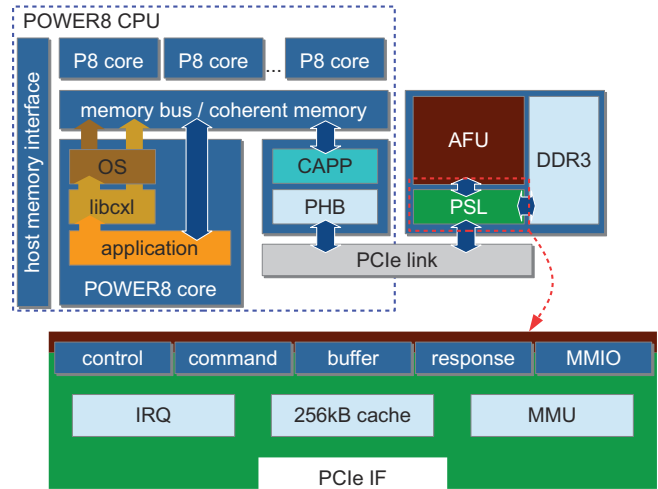 POWER8 CPU
host memory interface
P8 core
P8 core
...
P8 core
memory bus / coherent memory
OS
libcxl
application
POWER8 core
CAPP
PHB
AFU
PSL
DDR3
PCIe link
control
command
buffer
response
MMIO
IRQ
256kB cache
MMU
PCIe IF